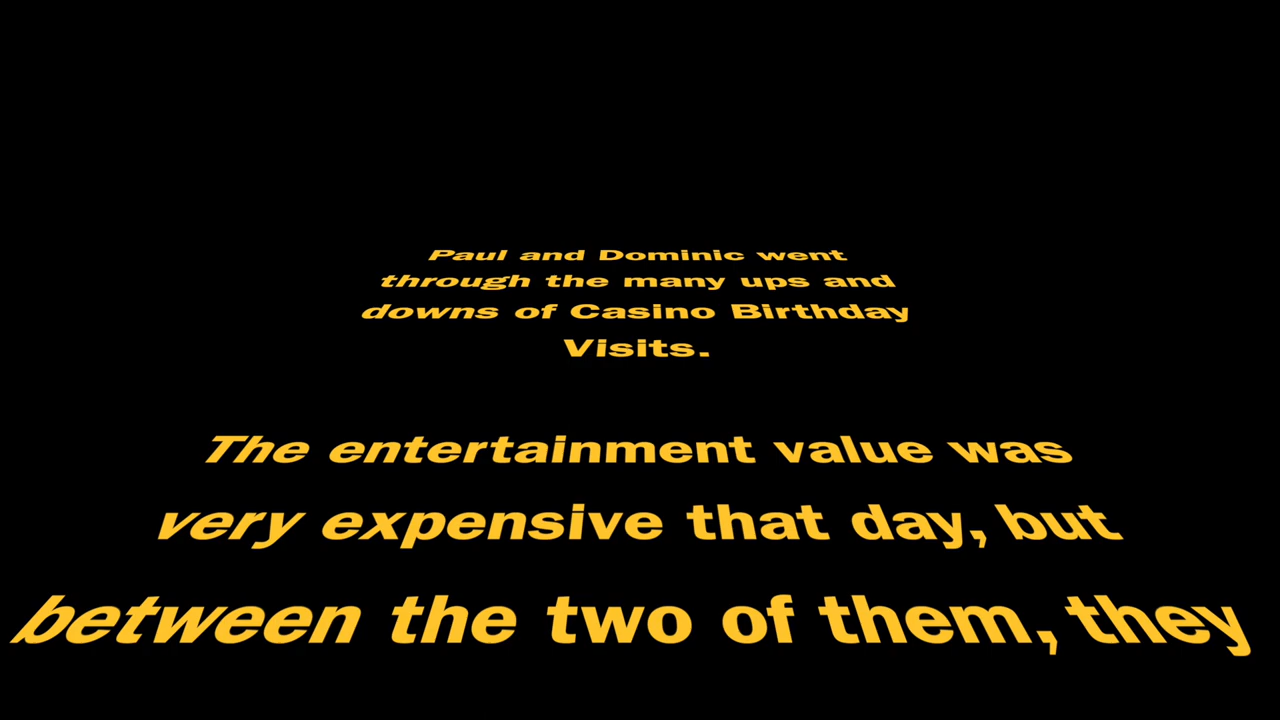 Paul and Dominic went
through the many ups and
downs of Casino Birthday
Visits.
The entertainment value was
very expensive that day, but
between the two of them, they